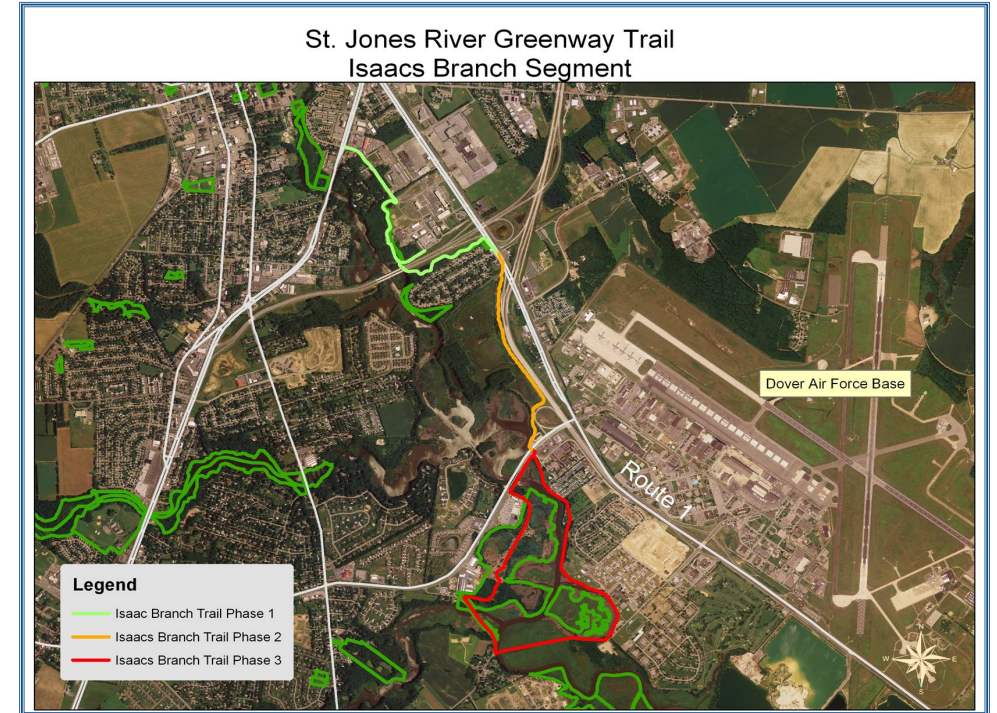 St. Jones River Greenway Trail
Isaacs Branch Segment
Dover Air Force Base
Route 1
Legend
Isaac Branch Trail Phase 1
Isaacs Branch Trail Phase 2
Isaacs Branch Trail Phase 3
N
W
E
S